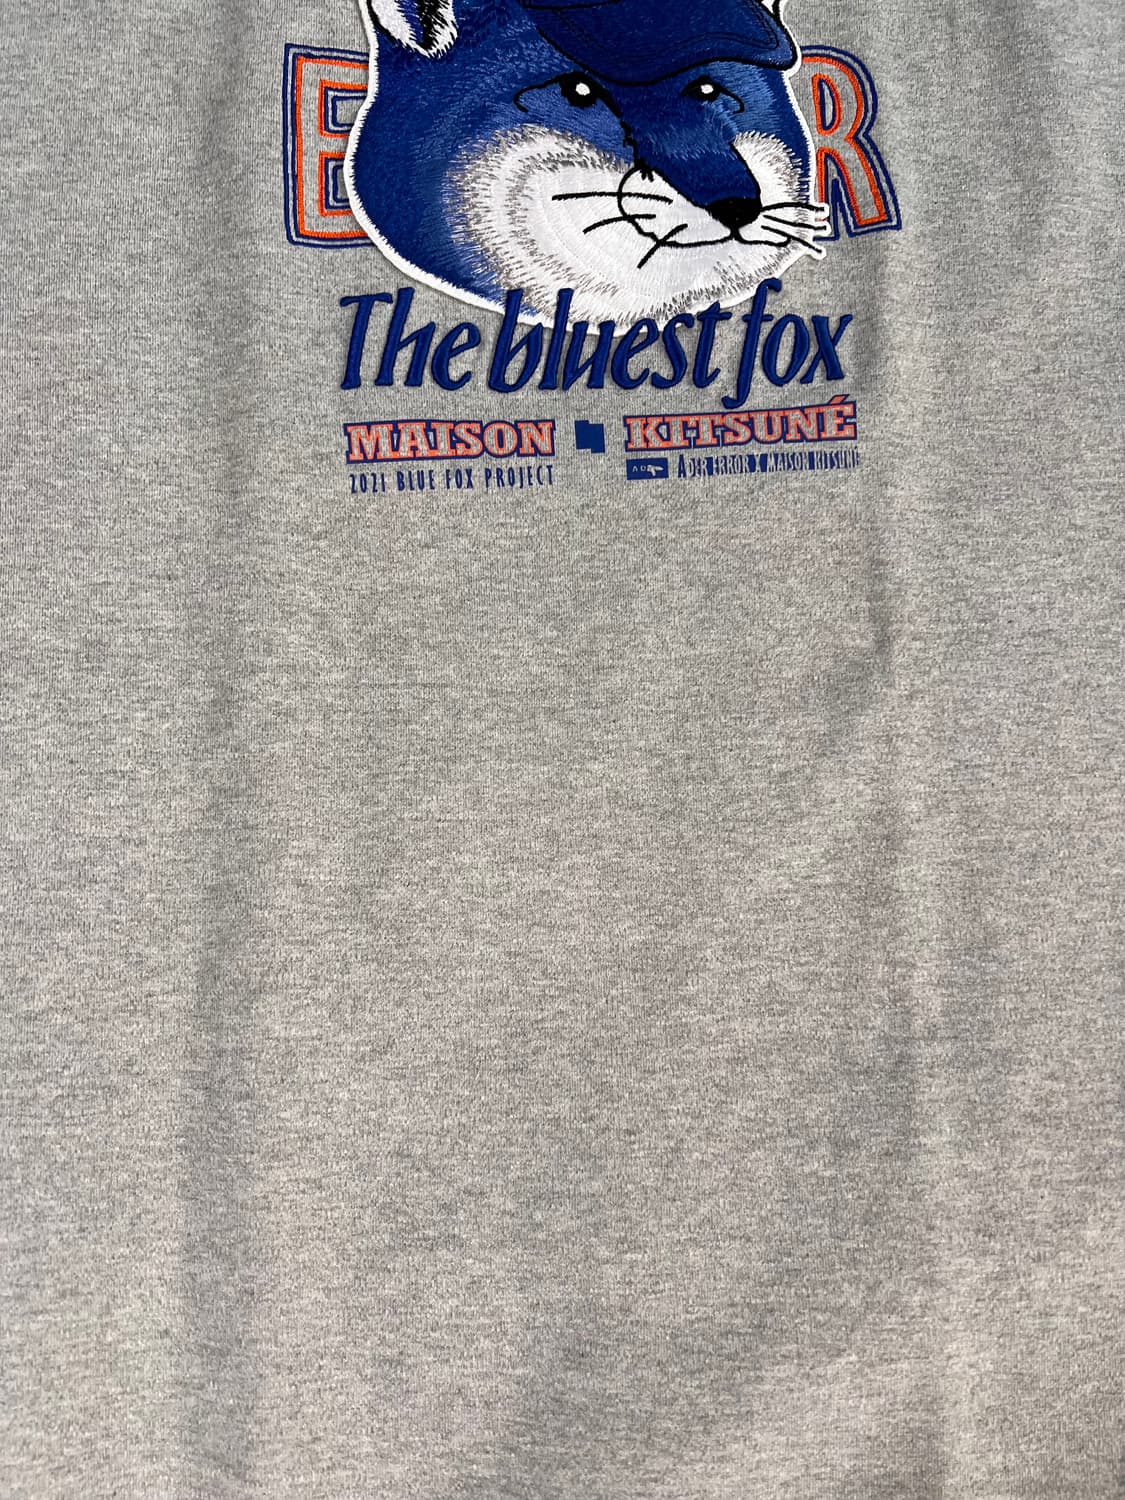 E R
The bluest fox
MAISON KITSUNÉ
2021 BLUE FOX PROJECT ADER ERROR X MAISON KITSUNÉ